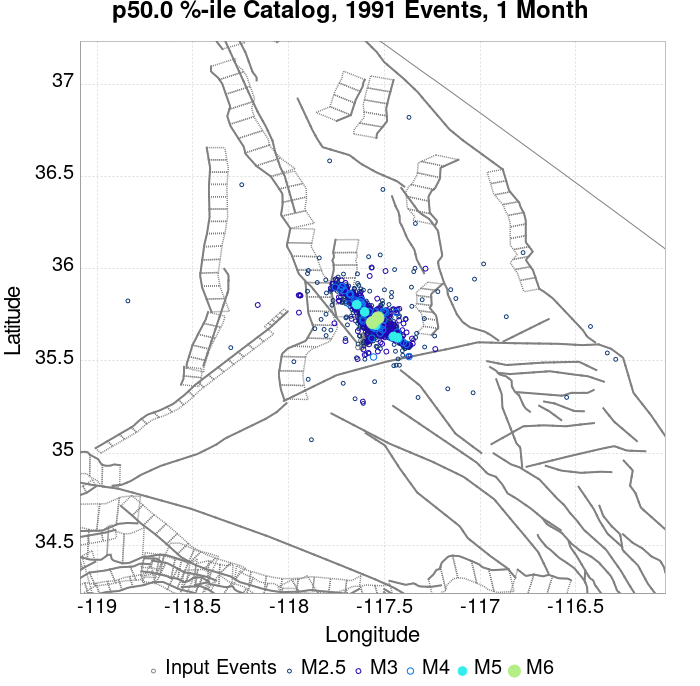 p50.0 %-ile Catalog, 1991 Events, 1 Month
37
36.5
36
35.5
35
34.5
Latitude
-119
-118.5
-118
-117.5
-117
-116.5
Longitude
Input Events
M2.5
M3
M4
M5
M6